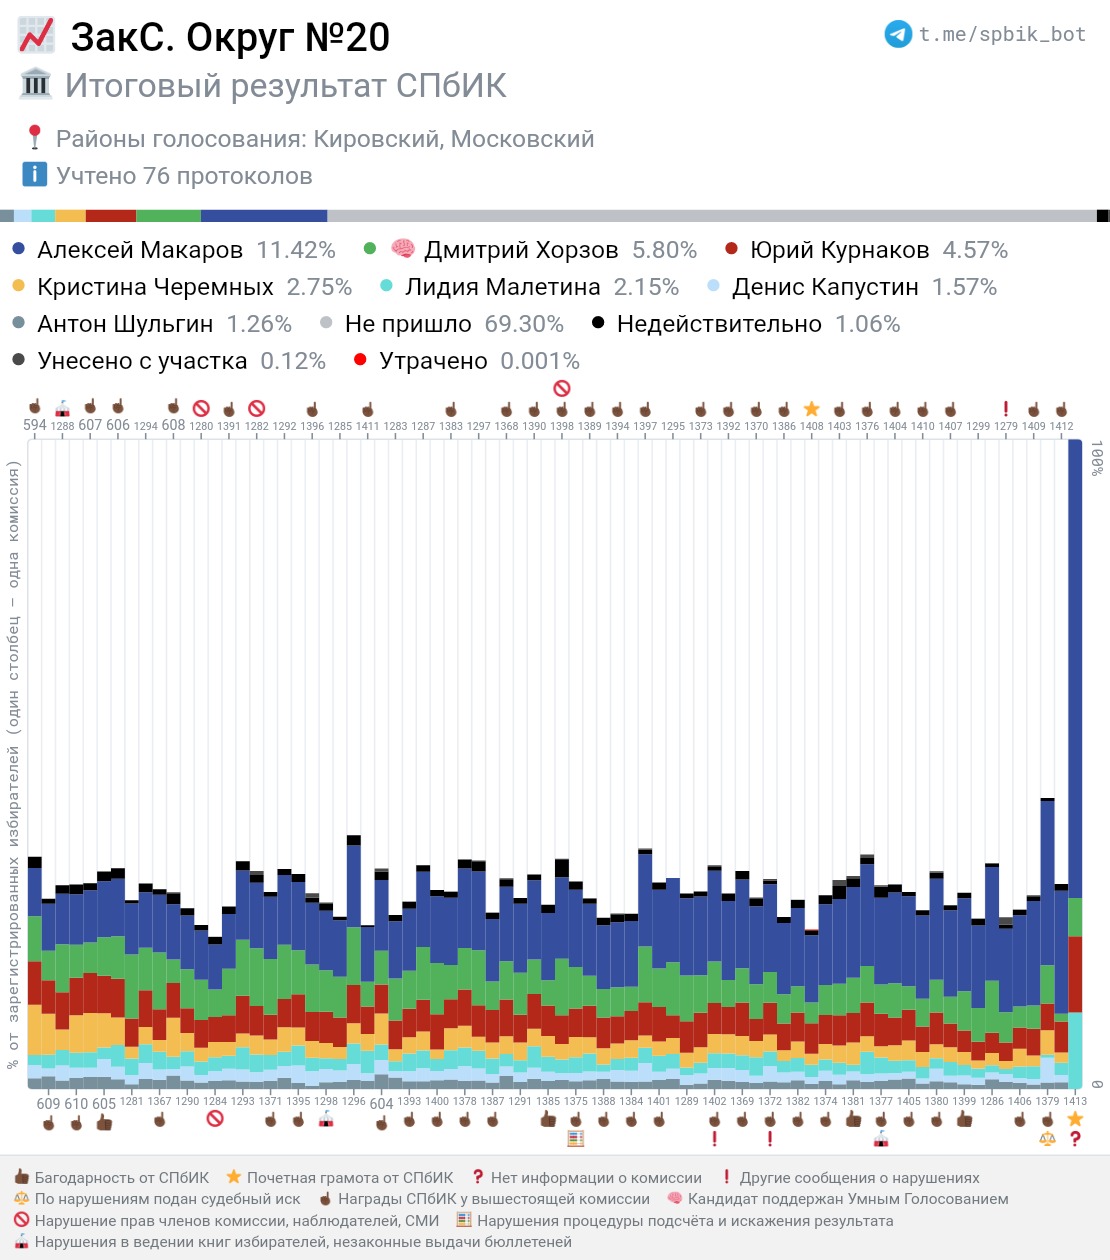 ЗакС. Округ №20
t.me/spbik_bot
Итоговый результат СПбИК
Районы голосования: Кировский, Московский
Учтено 76 протоколов
Алексей Макаров 11.42% Дмитрий Хорзов 5.80% Юрий Курнаков 4.57%
Кристина Черемных 2.75% Лидия Малетина 2.15% Денис Капустин 1.57%
Антон Шульгин 1.26% Не пришло 69.30% Недействительно 1.06%
Унесено с участка 0.12% Утрачено 0.001%
594 1288 607 606 1294 608 1280 1391 1282 1292 1396 1285 1411 1283 1287 1383 1297 1368 1390 1398 1389 1394 1397 1295 1373 1392 1370 1386 1408 1403 1376 1404 1410 1407 1299 1279 1409 1412
% от зарегистрированных избирателей (один столбец — одна комиссия)
100%
0
609 610 605 1281 1367 1290 1284 1293 1371 1395 1298 1296 604 1393 1400 1378 1387 1291 1385 1375 1388 1384 1401 1289 1402 1369 1372 1382 1374 1381 1377 1405 1380 1399 1286 1406 1379 1413
Багодарность от СПбИК Почетная грамота от СПбИК Нет информации о комиссии Другие сообщения о нарушениях
По нарушениям подан судебный иск Награды СПбИК у вышестоящей комиссии Кандидат поддержан Умным Голосованием
Нарушение прав членов комиссии, наблюдателей, СМИ Нарушения процедуры подсчёта и искажения результата
Нарушения в ведении книг избирателей, незаконные выдачи бюллетеней